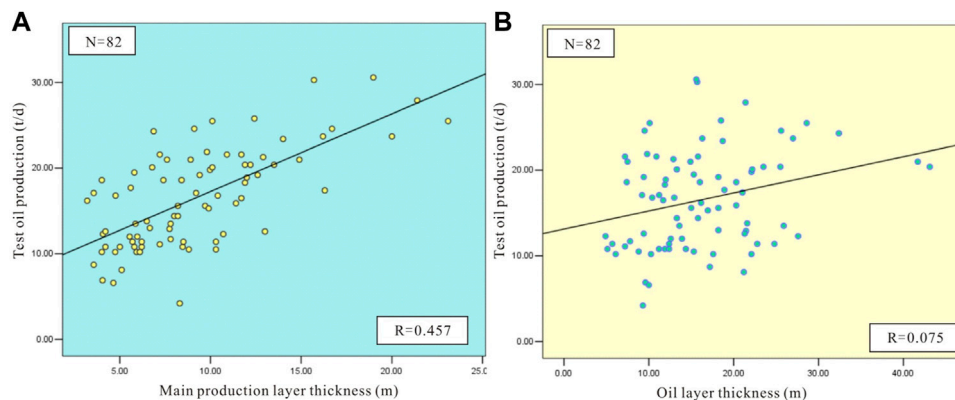 A
N=82
Test oil production (t/d)
30.00
20.00
10.00
0.00
R=0.457
5.00
10.00
15.00
20.00
25.0
Main production layer thickness (m)
B
N=82
Test oil production (t/d)
30.00
20.00
10.00
0.00
R=0.075
0.00
10.00
20.00
30.00
40.00
Oil layer thickness (m)